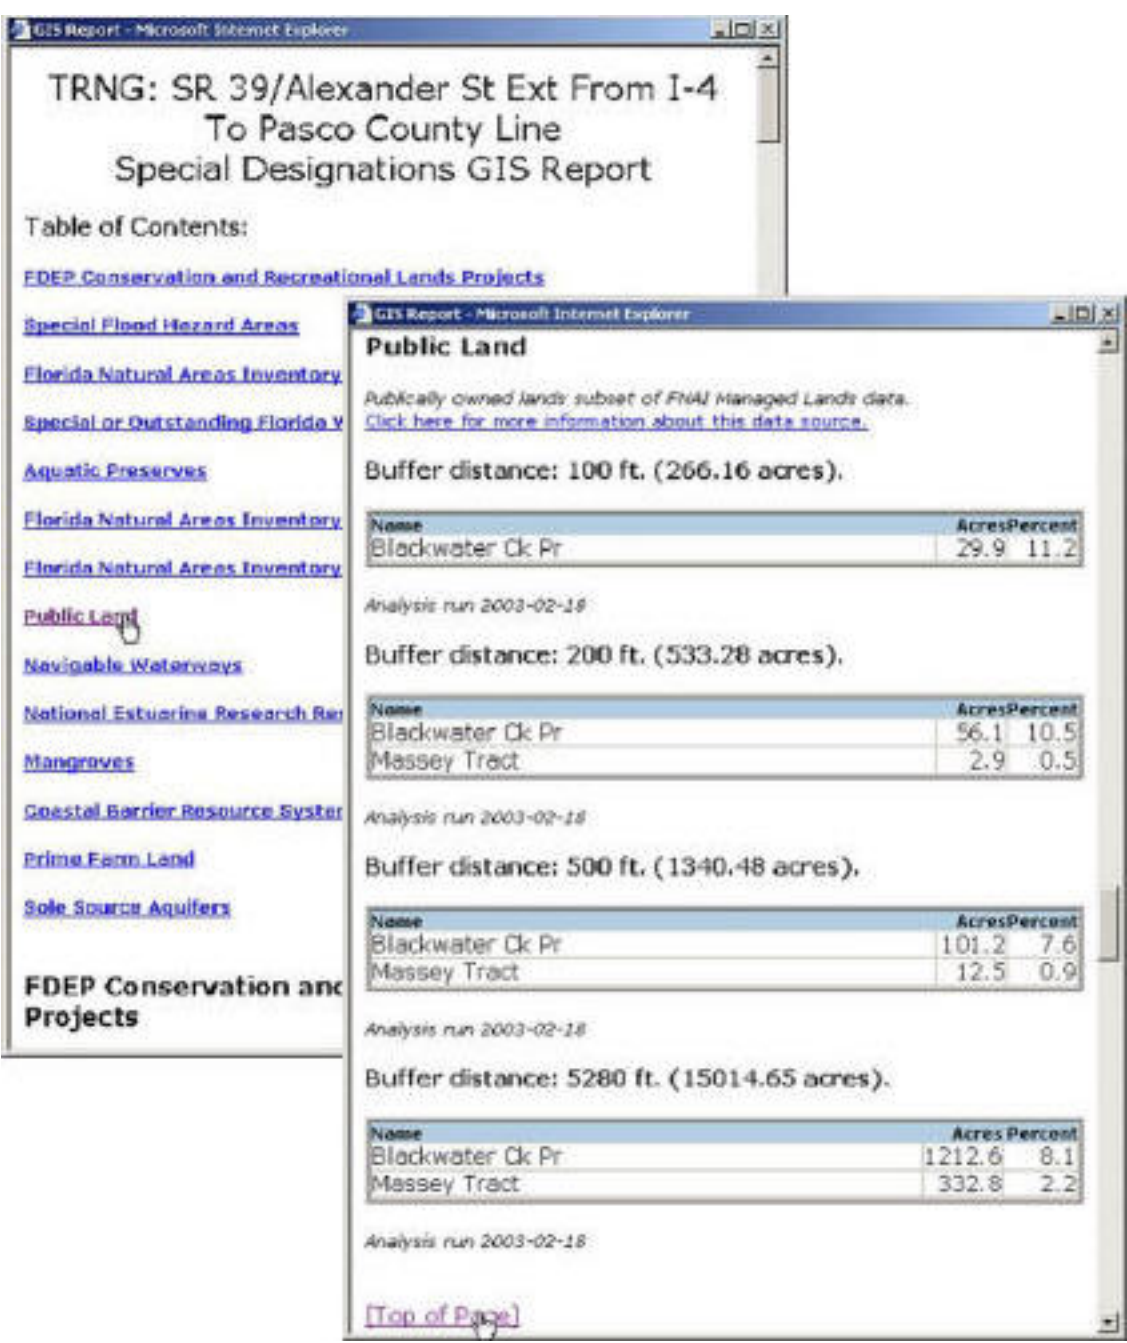 GIS Report - Microsoft Internet Explorer
TRNG: SR 39/Alexander St Ext From I-4
To Pasco County Line
Special Designations GIS Report
Table of Contents:
FDEP Conservation and Recreational Lands Projects
Special Flood Hazard Areas
Florida Natural Areas Inventory
Special or Outstanding Florida W
Aquatic Preserves
Florida Natural Areas Inventory
Florida Natural Areas Inventory
Public Land
Navigable Waterways
National Estuarine Research Res
Mangroves
Coastal Barrier Resource System
Prime Farm Land
Sole Source Aquifers
FDEP Conservation and
Projects
GIS Report - Microsoft Internet Explorer
Public Land
Publically owned lands subset of FNAI Managed Lands data.
Click here for more information about this data source.
Buffer distance: 100 ft. (266.16 acres).
Name Acres Percent
Blackwater Ck Pr 29.9 11.2
Analysis run 2003-02-18
Buffer distance: 200 ft. (533.28 acres).
Name Acres Percent
Blackwater Ck Pr 56.1 10.5
Massey Tract 2.9 0.5
Analysis run 2003-02-18
Buffer distance: 500 ft. (1340.48 acres).
Name Acres Percent
Blackwater Ck Pr 101.2 7.6
Massey Tract 12.5 0.9
Analysis run 2003-02-18
Buffer distance: 5280 ft. (15014.65 acres).
Name Acres Percent
Blackwater Ck Pr 1212.6 8.1
Massey Tract 332.8 2.2
Analysis run 2003-02-18
[Top of Page]